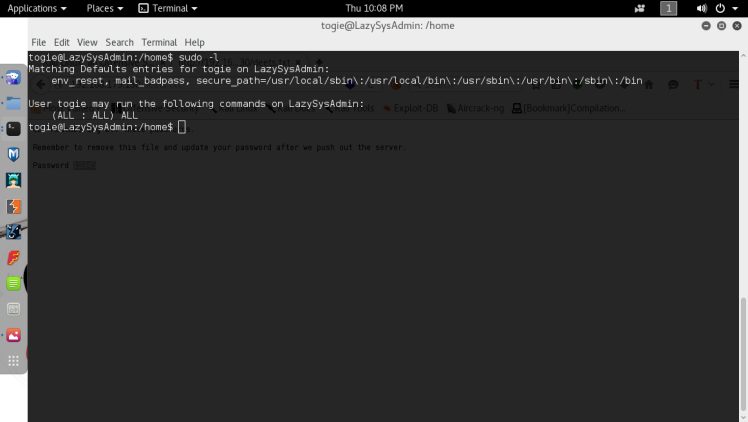 Applications Places Terminal Thu 10:08 PM 1
togie@LazySysAdmin: /home
File Edit View Search Terminal Help
togie@LazySysAdmin:/home$ sudo -l
Matching Defaults entries for togie on LazySysAdmin:
env_reset, mail_badpass, secure_path=/usr/local/sbin\:/usr/local/bin\:/usr/sbin\:/usr/bin\:/sbin\:/bin
User togie may run the following commands on LazySysAdmin:
(ALL : ALL) ALL
Exploit-DB Aircrack-ng [Bookmark]Compilation...
togie@LazySysAdmin:/home$
Remember to remove this file and update your password after we push out the server.
Password